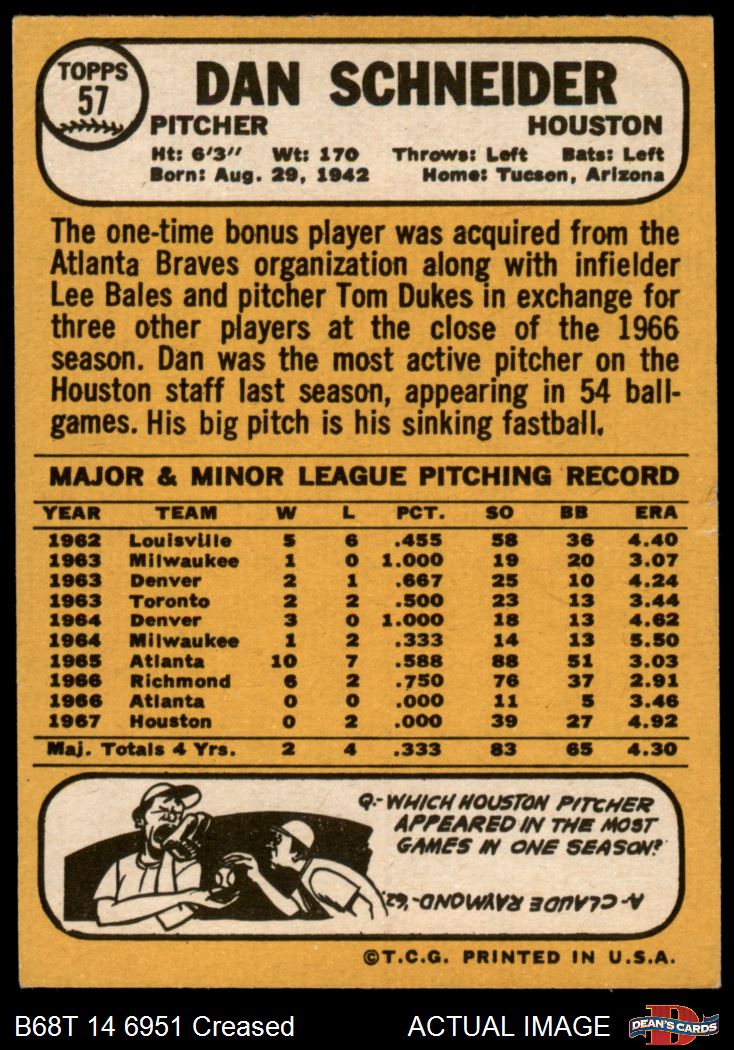 TOPPS
57
DAN SCHNEIDER
PITCHER HOUSTON
Ht: 6'3" Wt: 170 Throws: Left Bats: Left
Born: Aug. 29, 1942 Home: Tucson, Arizona
The one-time bonus player was acquired from the
Atlanta Braves organization along with infielder
Lee Bales and pitcher Tom Dukes in exchange for
three other players at the close of the 1966
season. Dan was the most active pitcher on the
Houston staff last season, appearing in 54 ball-
games. His big pitch is his sinking fastball.
MAJOR & MINOR LEAGUE PITCHING RECORD
YEAR TEAM W L PCT. SO BB ERA
1962 Louisville 5 6 .455 58 36 4.40
1963 Milwaukee 1 0 1.000 19 20 3.07
1963 Denver 2 1 .667 25 10 4.24
1963 Toronto 2 2 .500 23 13 3.44
1964 Denver 3 0 1.000 18 13 4.62
1964 Milwaukee 1 2 .333 14 13 5.50
1965 Atlanta 10 7 .588 88 51 3.03
1966 Richmond 6 2 .750 76 37 2.91
1966 Atlanta 0 0 .000 11 5 3.46
1967 Houston 0 2 .000 39 27 4.92
Maj. Totals 4 Yrs. 2 4 .333 83 65 4.30
Q.- WHICH HOUSTON PITCHER
APPEARED IN THE MOST
GAMES IN ONE SEASON?
A- CLAUDE RAYMOND-'62.
©T.C.G. PRINTED IN U.S.A.
B68T 14 6951 Creased ACTUAL IMAGE DEAN'S CARDS